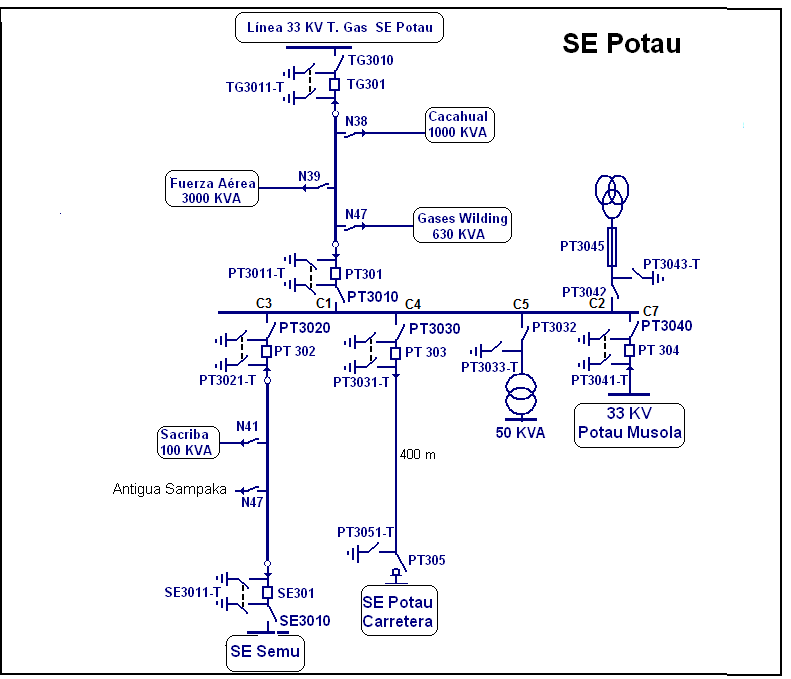 Línea 33 KV T. Gas SE Potau
SE Potau
TG3010
TG3011-T
TG301
N38
Cacahual
1000 KVA
N39
Fuerza Aérea
3000 KVA
N47
Gases Wilding
630 KVA
PT3045
PT3011-T
PT301
PT3043-T
PT3010
PT3042
C3
C1
C4
C5
C2
C7
PT3020
PT3030
PT3032
PT3040
PT 302
PT 303
PT 304
PT3021-T
PT3031-T
PT3033-T
PT3041-T
33 KV
Potau Musola
50 KVA
N41
Sacriba
100 KVA
400 m
Antigua Sampaka
N47
PT3051-T
PT305
SE3011-T
SE301
SE3010
SE Potau
Carretera
SE Semu